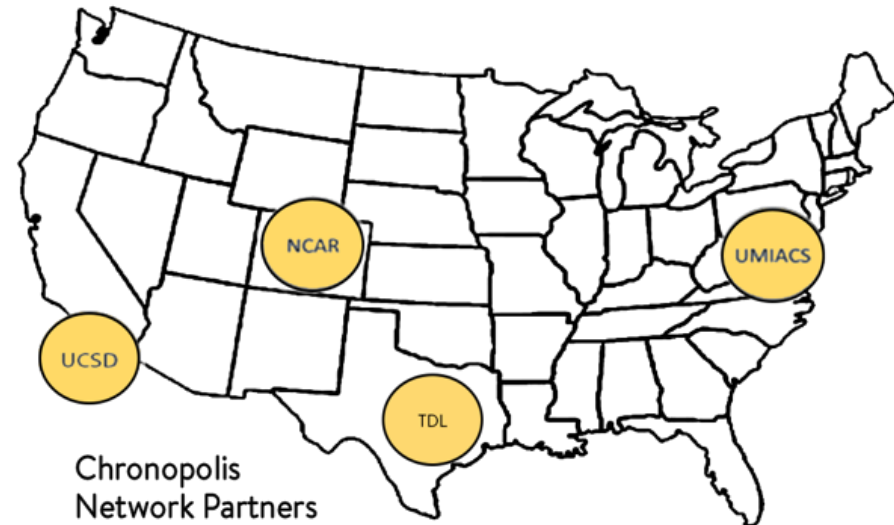 NCAR
UMIACS
UCSD
TDL
Chronopolis
Network Partners